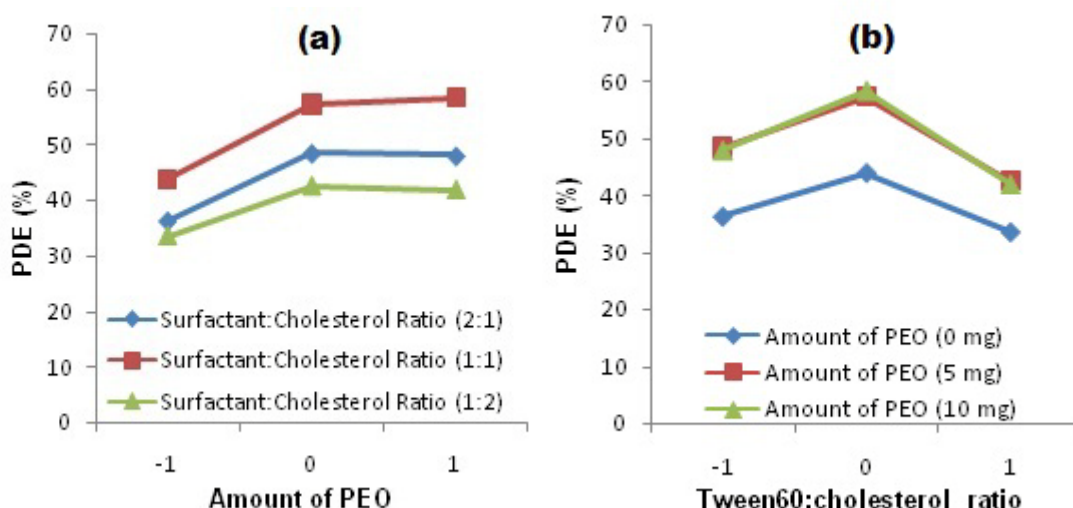 (a)
70
60
50
40
30
20
10
0
PDE (%)
Surfactant:Cholesterol Ratio (2:1)
Surfactant:Cholesterol Ratio (1:1)
Surfactant:Cholesterol Ratio (1:2)
-1 0 1
Amount of PEO
(b)
70
60
50
40
30
20
10
0
PDE (%)
Amount of PEO (0 mg)
Amount of PEO (5 mg)
Amount of PEO (10 mg)
-1 0 1
Tween60:cholesterol ratio